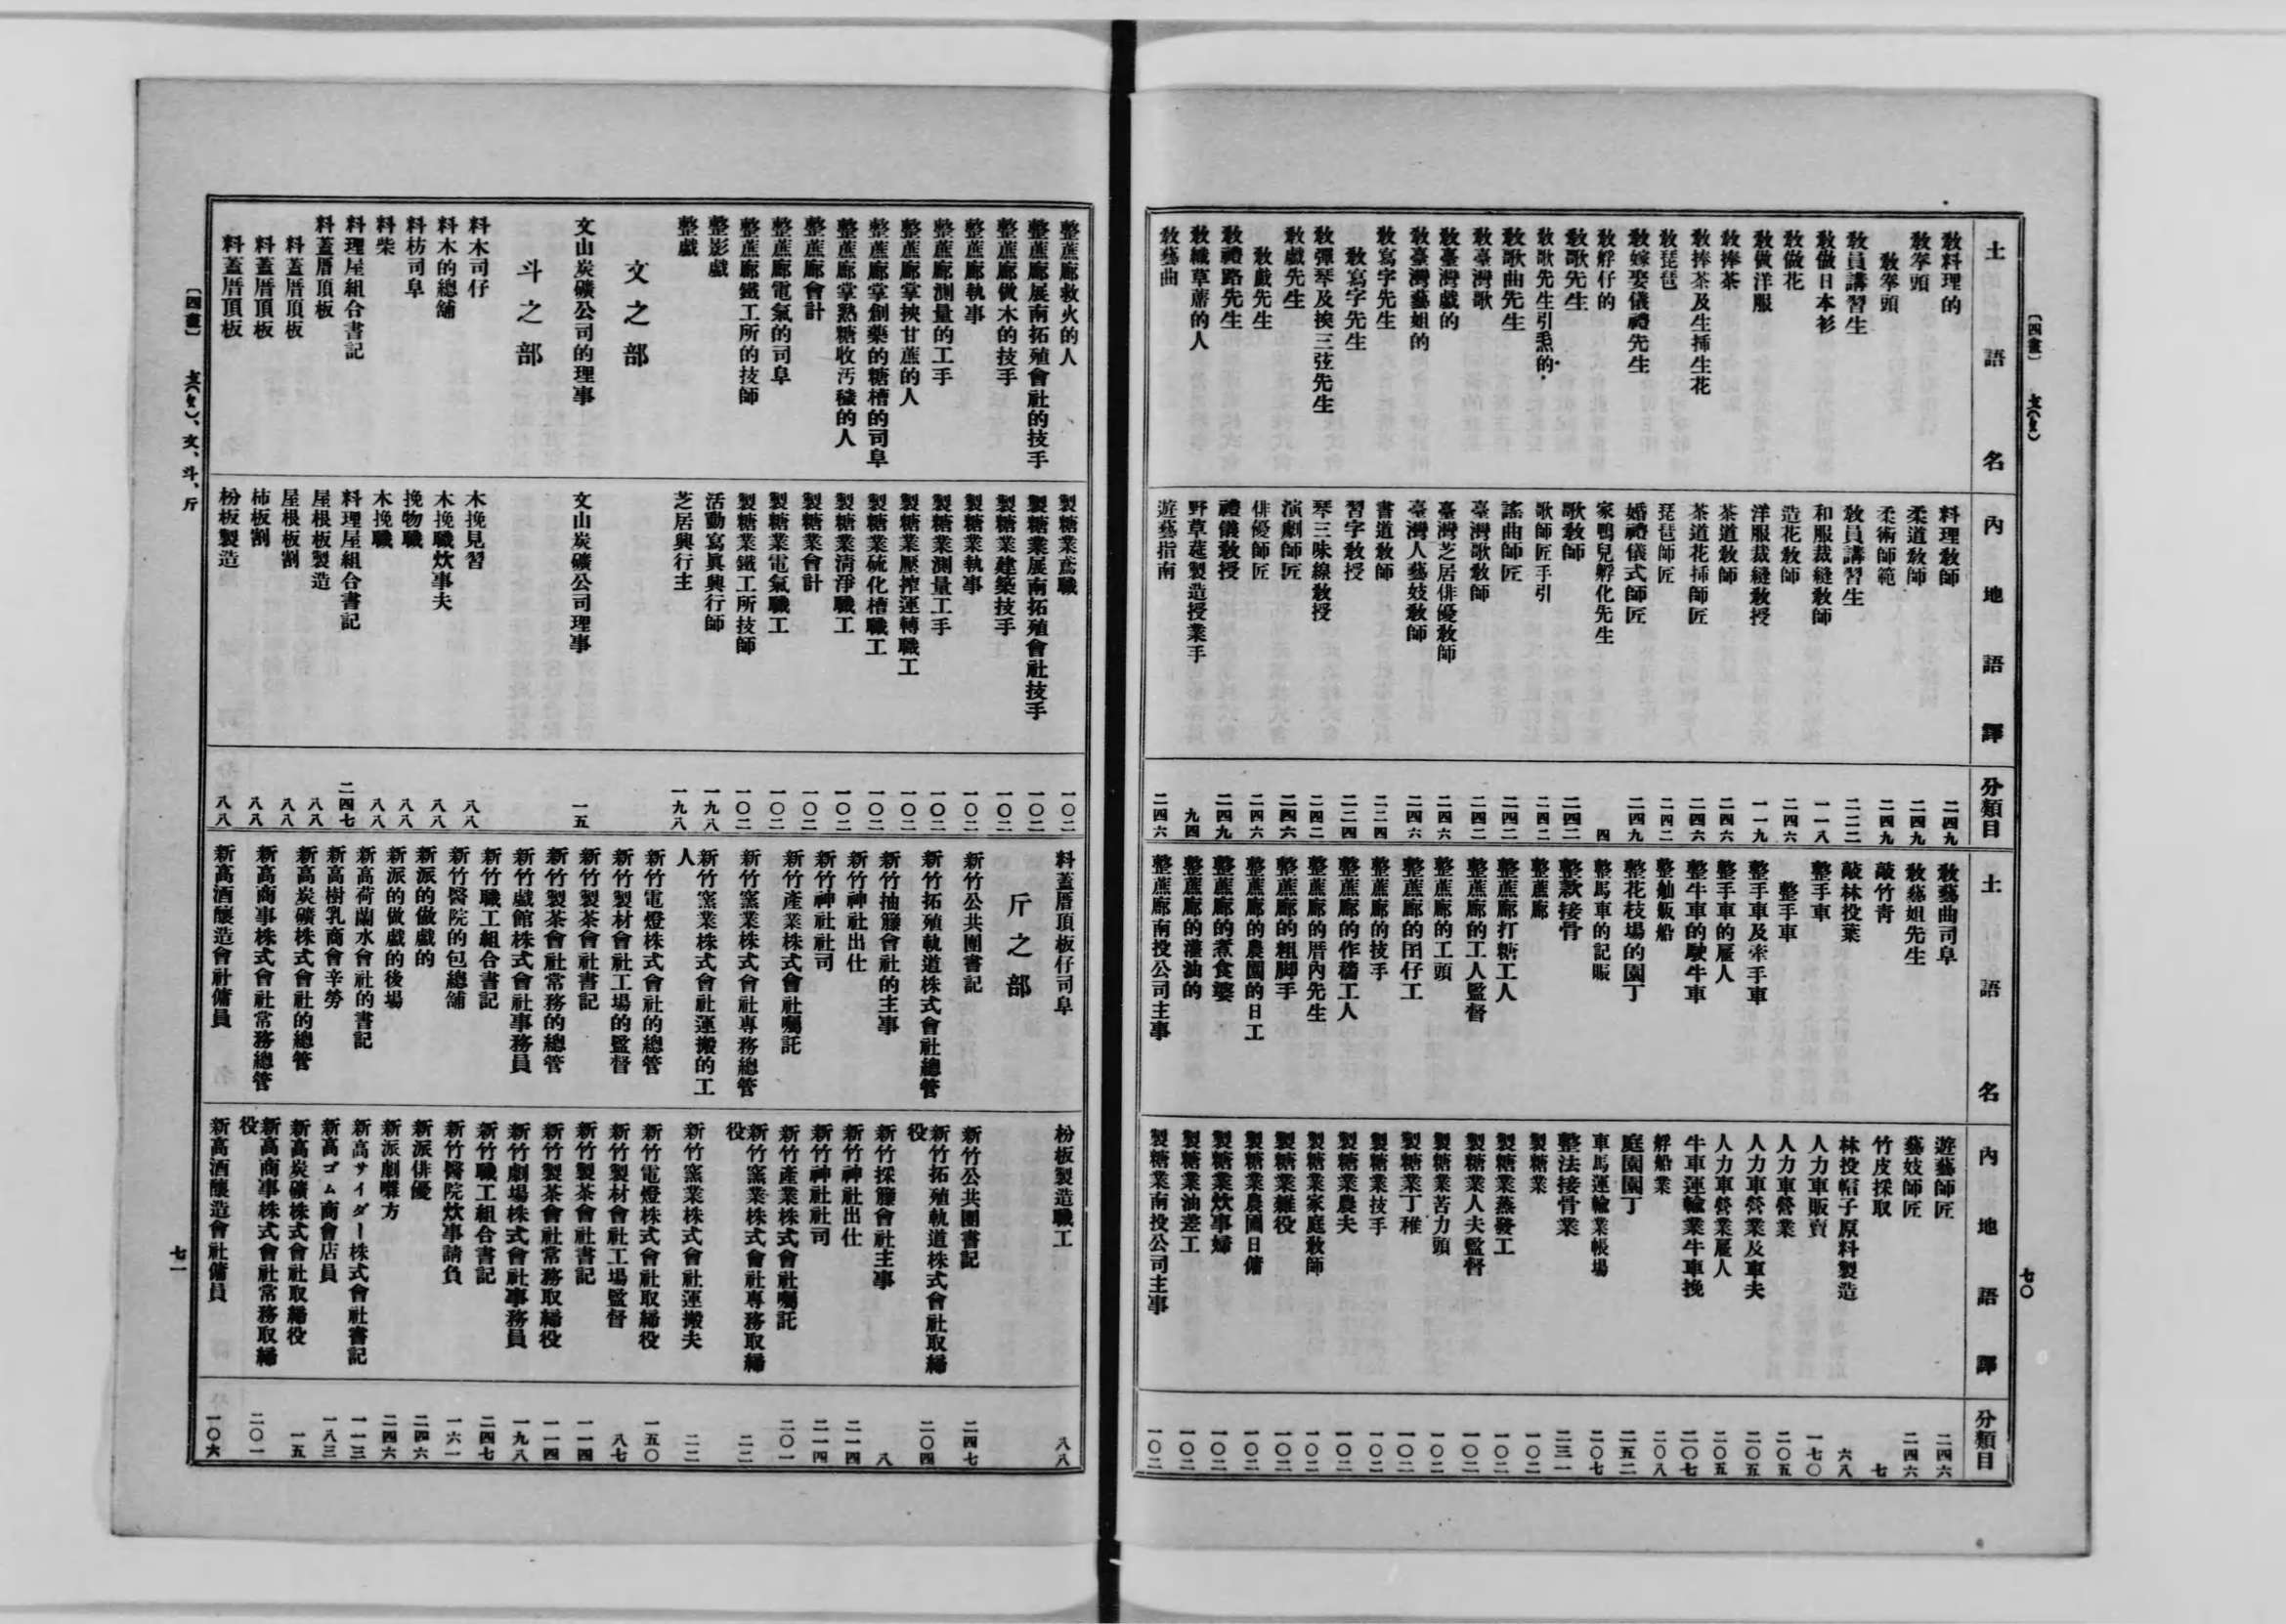 〔四畫〕 攴(攵)
七〇
土語名 內地語譯 分類目
敎料理的 料理敎師 二四九
敎拳頭 柔道敎師 二四九
敎拳頭 柔術師範 二四九
敎員講習生 敎員講習生 二二二
敎做日本衫 和服裁縫敎師 一一八
敎做花 造花敎師 二四六
敎做洋服 洋服裁縫敎授 一一九
敎捧茶 茶道敎師 二四六
敎捧茶及生揷生花 茶道花揷師匠 二四六
敎琵琶 琵琶師匠 二四二
敎嫁娶儀禮先生 婚禮儀式師匠 二四九
敎孵仔的 家鴨兒孵化先生 四
敎歌先生 歌敎師 二四二
敎歌先生引𤆬的 歌師匠手引 二四二
敎歌曲先生 謠曲師匠 二四二
敎臺灣歌 臺灣歌敎師 二四二
敎臺灣戲的 臺灣芝居俳優敎師 二四六
敎臺灣藝姐的 臺灣人藝妓敎師 二四六
敎寫字先生 書道敎師 二二四
敎寫字先生 習字敎授 二二四
敎彈琴及挨三弦先生 琴三味線敎授 二四二
敎戲先生 演劇師匠 二四六
敎戲先生 俳優師匠 二四六
敎禮路先生 禮儀敎授 二四九
敎織草蓆的人 野草莚製造授業手 九四
敎藝曲 遊藝指南 二四六
土語名 內地語譯 分類目
敎藝曲司阜 遊藝師匠 二四六
敎藝姐先生 藝妓師匠 二四六
敲竹靑 竹皮採取 七
敲林投葉 林投帽子原料製造 六八
整手車 人力車販賣 一七〇
整手車 人力車營業 二〇五
整手車及牽手車 人力車營業及車夫 二〇五
整手車的雇人 人力車營業雇人 二〇五
整牛車的駛牛車 牛車運輸業牛車挽 二〇七
整舢舨船 艀船業 二〇八
整花枝場的園丁 庭園園丁 二五二
整馬車的記賬 車馬運輸業帳場 二〇七
整欵接骨 整法接骨業 二三一
整蔗廍 製糖業 一〇二
整蔗廍打糖工人 製糖業蒸發工 一〇二
整蔗廍的工人監督 製糖業人夫監督 一〇二
整蔗廍的工頭 製糖業苦力頭 一〇二
整蔗廍的囝仔工 製糖業丁稚 一〇二
整蔗廍的技手 製糖業技手 一〇二
整蔗廍的作穡工人 製糖業農夫 一〇二
整蔗廍的厝內先生 製糖業家庭敎師 一〇二
整蔗廍的粗脚手 製糖業雜役 一〇二
整蔗廍的農園的日工 製糖業農園日傭 一〇二
整蔗廍的煮食婆 製糖業炊事婦 一〇二
整蔗廍的灌油的 製糖業油差工 一〇二
整蔗廍南投公司主事 製糖業南投公司主事 一〇二
整蔗廍救火的人 製糖業鳶職 一〇二
整蔗廍展南拓殖會社的技手 製糖業展南拓殖會社技手 一〇二
整蔗廍做木的技手 製糖業建築技手 一〇二
整蔗廍執事 製糖業執事 一〇二
整蔗廍測量的工手 製糖業測量工手 一〇二
整蔗廍掌挾甘蔗的人 製糖業壓搾運轉職工 一〇二
整蔗廍掌創藥的糖槽的司阜 製糖業硫化槽職工 一〇二
整蔗廍掌熟糖收汚穢的人 製糖業淸淨職工 一〇二
整蔗廍會計 製糖業會計 一〇二
整蔗廍電氣的司阜 製糖業電氣職工 一〇二
整蔗廍鐵工所的技師 製糖業鐵工所技師 一〇二
整影戲 活動寫眞興行師 一九八
整戲 芝居興行主 一九八
文之部
文山炭礦公司的理事 文山炭礦公司理事 一五
斗之部
料木司仔 木挽見習 八八
料木的總舖 木挽職炊事夫 八八
料枋司阜 挽物職 八八
料柴 木挽職 八八
料理屋組合書記 料理屋組合書記 二四七
料蓋厝頂板 屋根板製造 八八
料蓋厝頂板 屋根板割 八八
料蓋厝頂板 柿板割 八八
料蓋厝頂板 枌板製造 八八
料蓋厝頂板仔司阜 枌板製造職工 八八
斤之部
新竹公共團書記 新竹公共團書記 二四七
新竹拓殖軌道株式會社總管 新竹拓殖軌道株式會社取締役 二〇四
新竹抽籐會社的主事 新竹採籐會社主事 八
新竹神社出仕 新竹神社出仕 二一四
新竹神社社司 新竹神社社司 二一四
新竹產業株式會社囑託 新竹產業株式會社囑託 二〇一
新竹窯業株式會社專務總管 新竹窯業株式會社專務取締役 二二
新竹窯業株式會社運搬的工人 新竹窯業株式會社運搬夫 二二
新竹電燈株式會社的總管 新竹電燈株式會社取締役 一五〇
新竹製材會社工場的監督 新竹製材會社工場監督 八七
新竹製茶會社書記 新竹製茶會社書記 一一四
新竹製茶會社常務的總管 新竹製茶會社常務取締役 一一四
新竹戲館株式會社事務員 新竹劇場株式會社事務員 一九八
新竹職工組合書記 新竹職工組合書記 二四七
新竹醫院的包總舖 新竹醫院炊事請負 一六一
新派的做戲的 新派俳優 二四六
新派的做戲的後場 新派劇囃方 二四六
新高荷蘭水會社的書記 新高サイダー株式會社書記 一一三
新高樹乳商會辛勞 新高ゴム商會店員 一八三
新高炭礦株式會社的總管 新高炭礦株式會社取締役 一五
新高商事株式會社常務總管 新高商事株式會社常務取締役 二〇一
新高酒釀造會社傭員 新高酒釀造會社傭員 一〇六
〔四畫〕 攴(攵)、文、斗、斤
七一